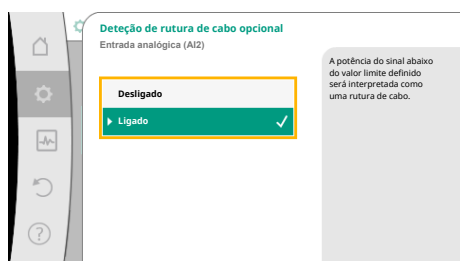 Deteção de rutura de cabo opcional
Entrada analógica (AI2)
Desligado
Ligado
A potência do sinal abaixo
do valor limite definido
será interpretada como
uma rutura de cabo.